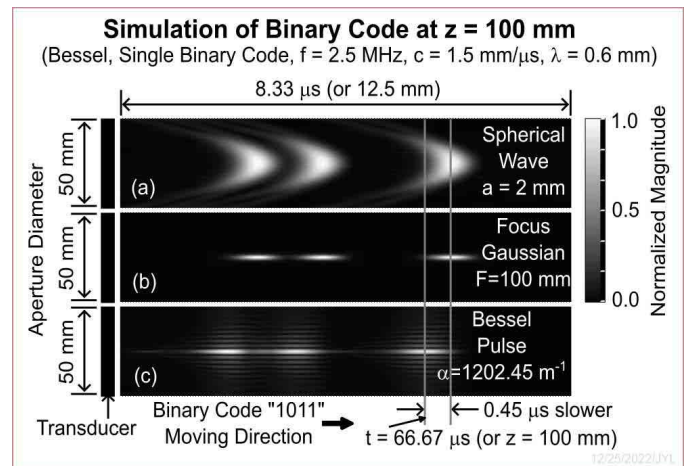 Simulation of Binary Code at z = 100 mm
(Bessel, Single Binary Code, f = 2.5 MHz, c = 1.5 mm/μs, λ = 0.6 mm)
8.33 μs (or 12.5 mm)
Aperture Diameter
50 mm
(a)
Spherical
Wave
a = 2 mm
50 mm
(b)
Focus
Gaussian
F=100 mm
50 mm
(c)
Bessel
Pulse
α=1202.45 m⁻¹
1.0
0.5
0.0
Normalized Magnitude
Transducer
Binary Code "1011"
Moving Direction
0.45 μs slower
t = 66.67 μs (or z = 100 mm)
12/25/2022/JYL